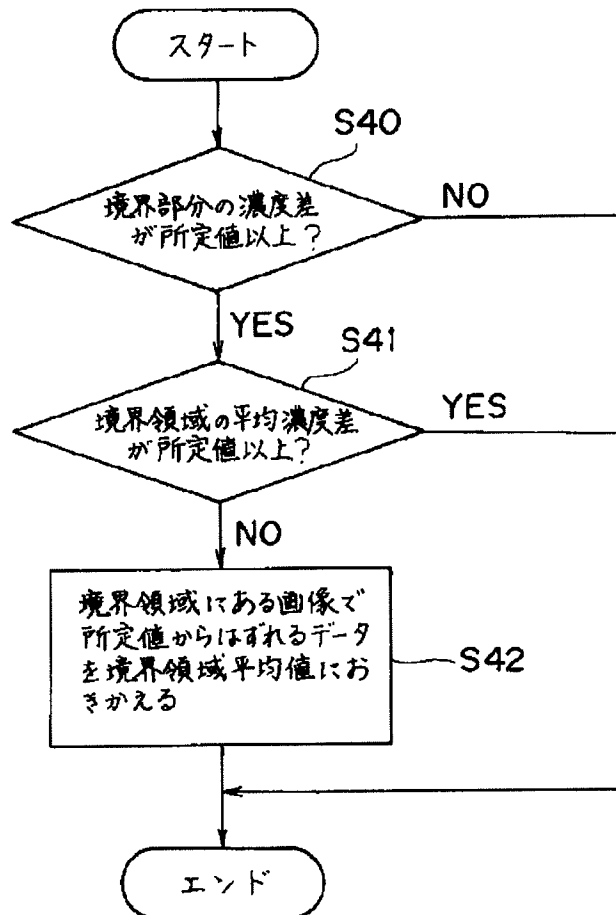 スタート
S40
境界部分の濃度差
が所定値以上?
NO
YES
S41
境界領域の平均濃度差
が所定値以上?
YES
NO
境界領域にある画像で
所定値からはずれるデータ
を境界領域平均値にお
きかえる
S42
エンド